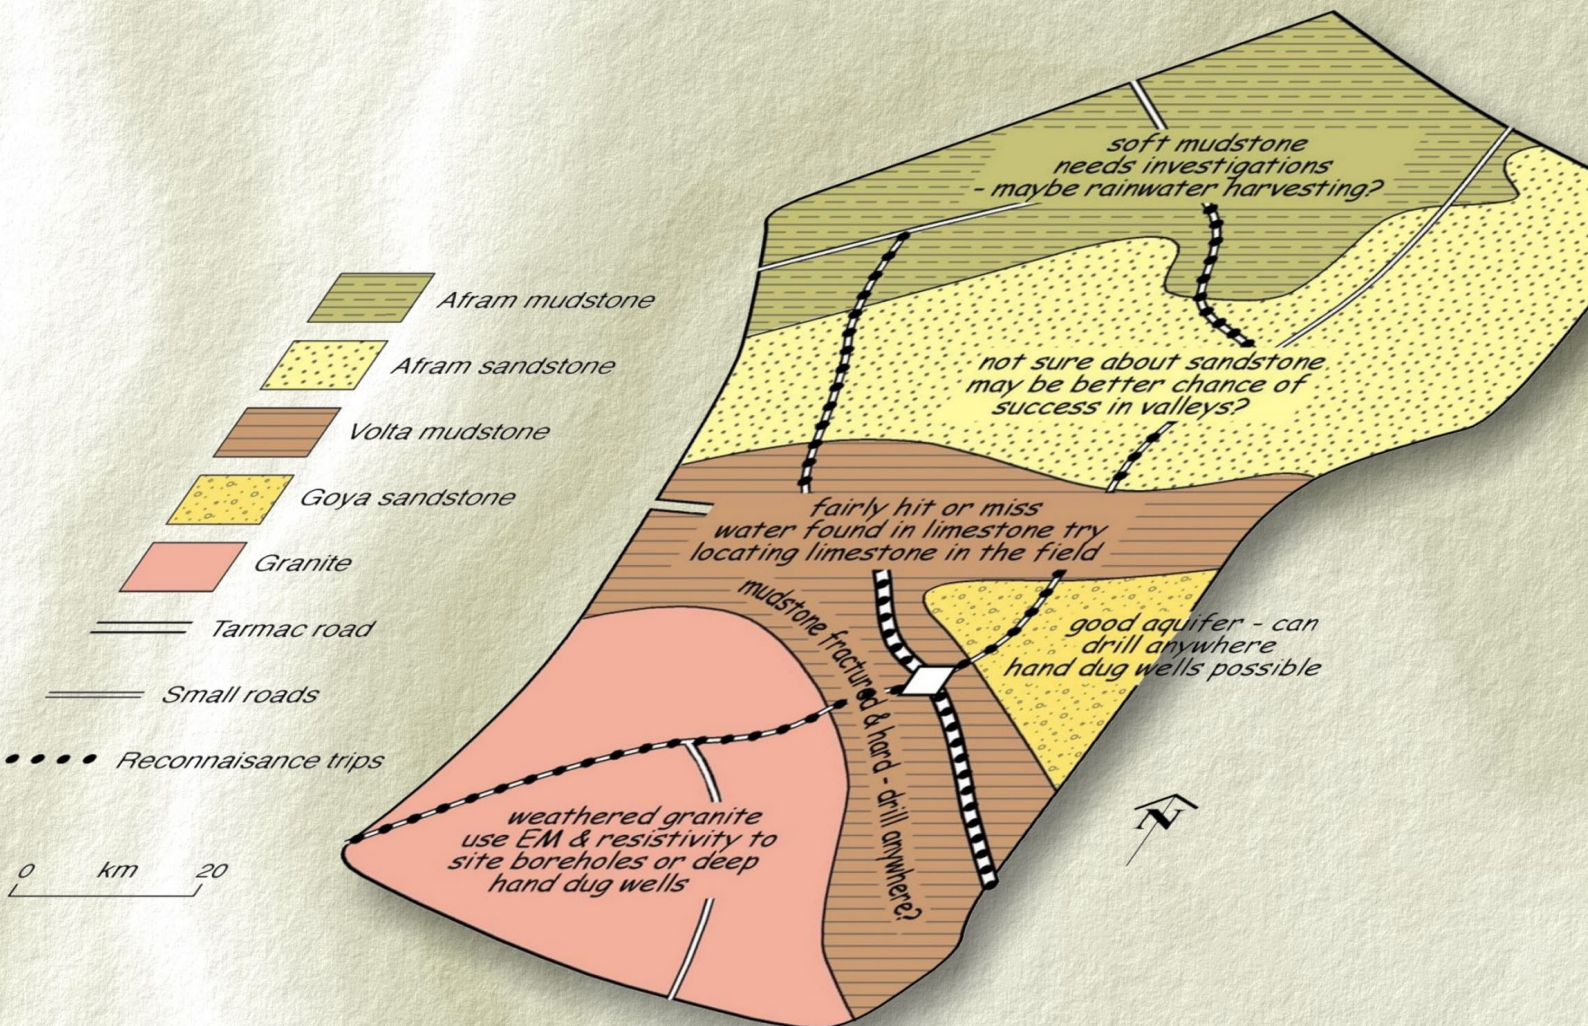 soft mudstone
needs investigations
- maybe rainwater harvesting?
Afram mudstone
Afram sandstone
Volta mudstone
Goya sandstone
Granite
Tarmac road
Small roads
Reconnaisance trips
0 km 20
not sure about sandstone
may be better chance of
success in valleys?
fairly hit or miss
water found in limestone try
locating limestone in the field
mudstone fractured & hard - drill anywhere?
good aquifer - can
drill anywhere
hand dug wells possible
weathered granite
use EM & resistivity to
site boreholes or deep
hand dug wells
N